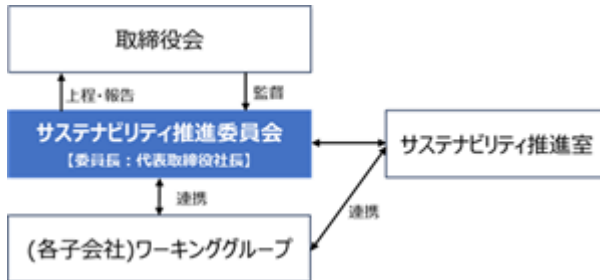 取締役会
上程・報告
監督
サステナビリティ推進委員会
【委員長：代表取締役社長】
サステナビリティ推進室
連携
連携
(各子会社)ワーキンググループ